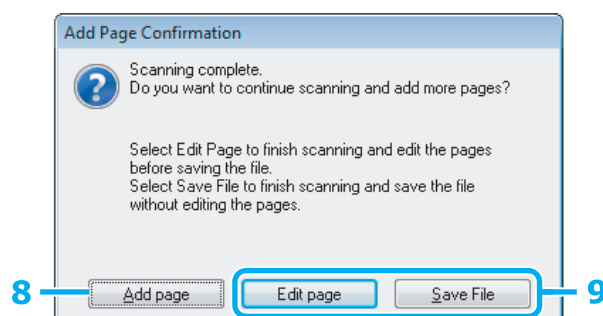 Add Page Confirmation
Scanning complete.
Do you want to continue scanning and add more pages?
Select Edit Page to finish scanning and edit the pages
before saving the file.
Select Save File to finish scanning and save the file
without editing the pages.
8 Add page Edit page Save File 9